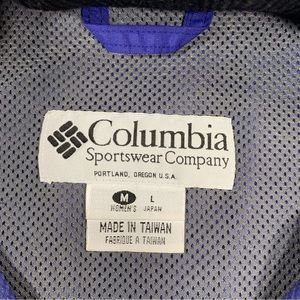 Columbia
Sportswear Company
PORTLAND, OREGON U.S.A.
M L
WOMEN'S JAPAN
MADE IN TAIWAN
FABRIQUE A TAIWAN